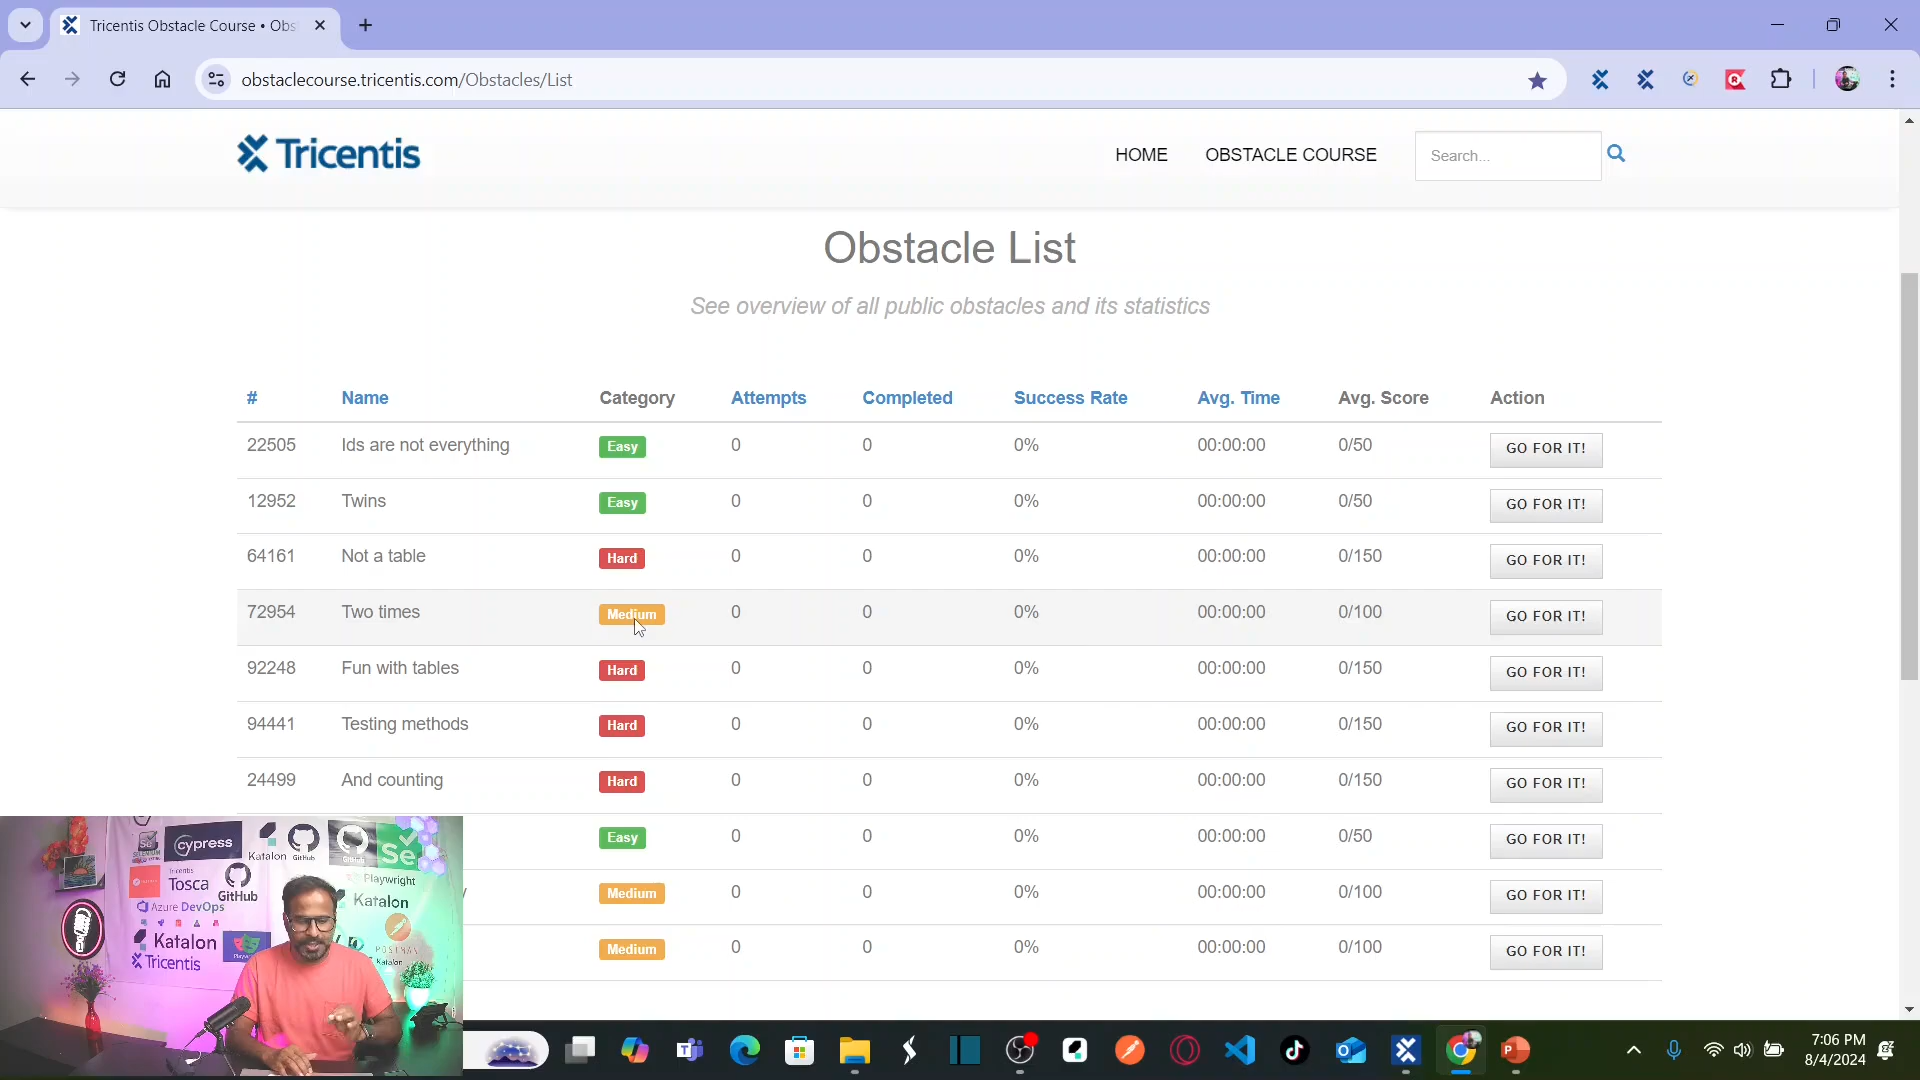 Tricentis Obstacle Course • Obs
obstaclecourse.tricentis.com/Obstacles/List
Tricentis
HOME
OBSTACLE COURSE
Search...
Obstacle List
See overview of all public obstacles and its statistics
# Name Category Attempts Completed Success Rate Avg. Time Avg. Score Action
22505 Ids are not everything Easy 0 0 0% 00:00:00 0/50 GO FOR IT!
12952 Twins Easy 0 0 0% 00:00:00 0/50 GO FOR IT!
64161 Not a table Hard 0 0 0% 00:00:00 0/150 GO FOR IT!
72954 Two times Medium 0 0 0% 00:00:00 0/100 GO FOR IT!
92248 Fun with tables Hard 0 0 0% 00:00:00 0/150 GO FOR IT!
94441 Testing methods Hard 0 0 0% 00:00:00 0/150 GO FOR IT!
24499 And counting Hard 0 0 0% 00:00:00 0/150 GO FOR IT!
Easy 0 0 0% 00:00:00 0/50 GO FOR IT!
Medium 0 0 0% 00:00:00 0/100 GO FOR IT!
Medium 0 0 0% 00:00:00 0/100 GO FOR IT!
cypress
Katalon
GitHub
Se
Tricentis
Tosca
GitHub
Playwright
Katalon
Azure DevOps
Katalon
Tricentis
POSTMAN
Katalon
7:06 PM
8/4/2024